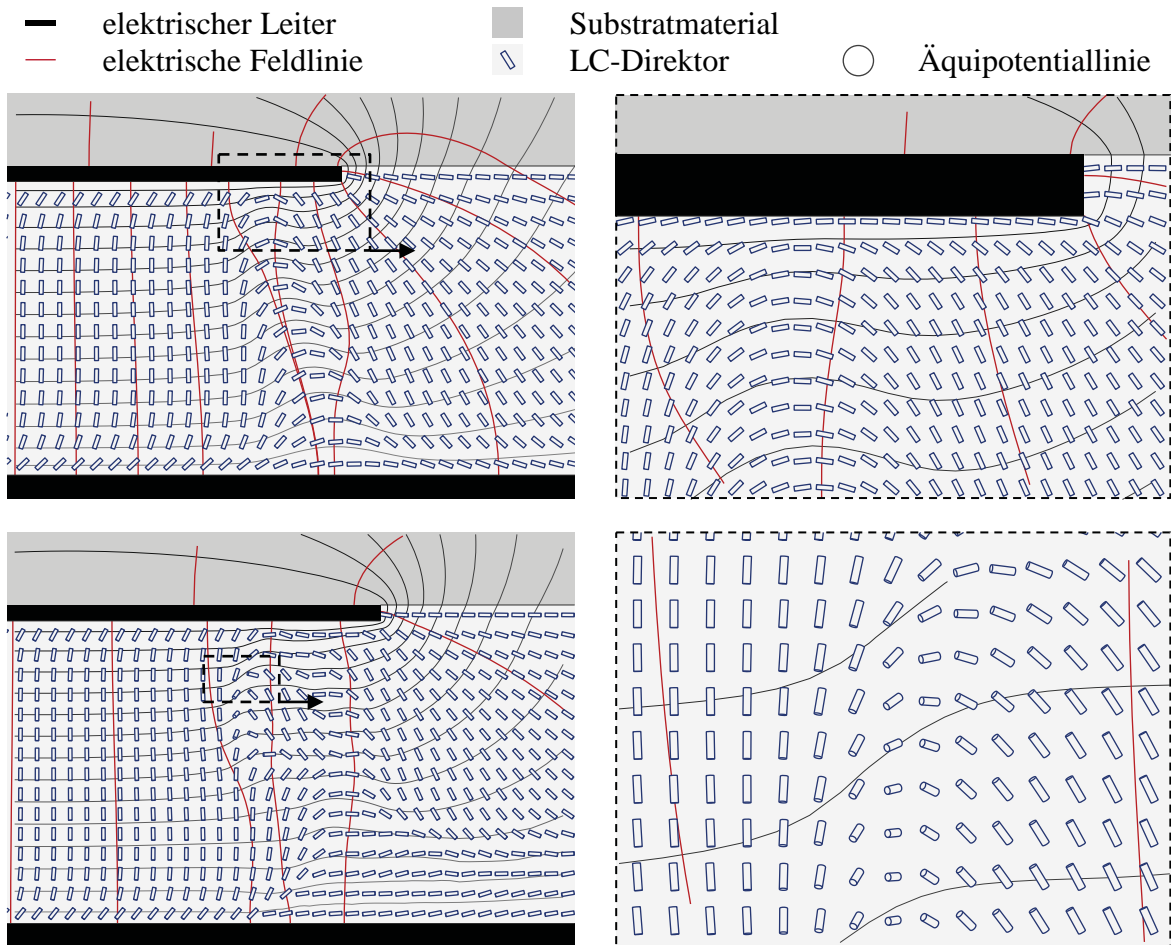 elektrischer Leiter
Substratmaterial
elektrische Feldlinie
LC-Direktor
Äquipotentiallinie